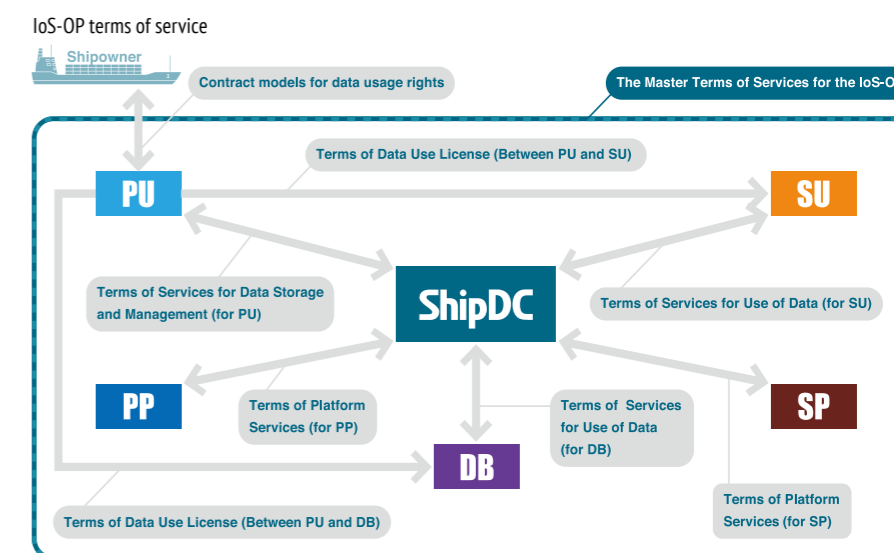 IoS-OP terms of service
Shipowner
Contract models for data usage rights
The Master Terms of Services for the IoS-O
Terms of Data Use License (Between PU and SU)
PU
SU
Terms of Services for Data Storage
and Management (for PU)
ShipDC
Terms of Services for Use of Data (for SU)
PP
Terms of Platform
Services (for PP)
Terms of Services
for Use of Data
(for DB)
SP
DB
Terms of Platform
Services (for SP)
Terms of Data Use License (Between PU and DB)